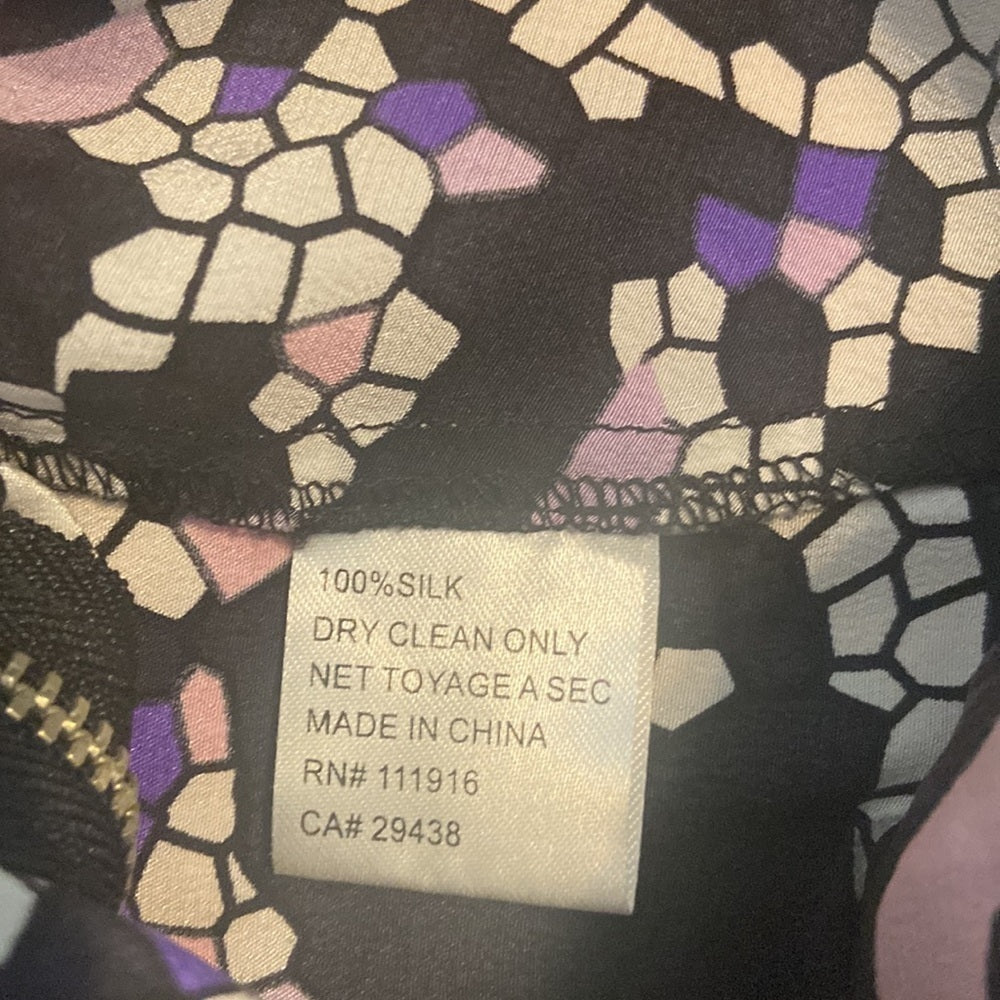 100%SILK
DRY CLEAN ONLY
NET TOYAGE A SEC
MADE IN CHINA
RN# 111916
CA# 29438